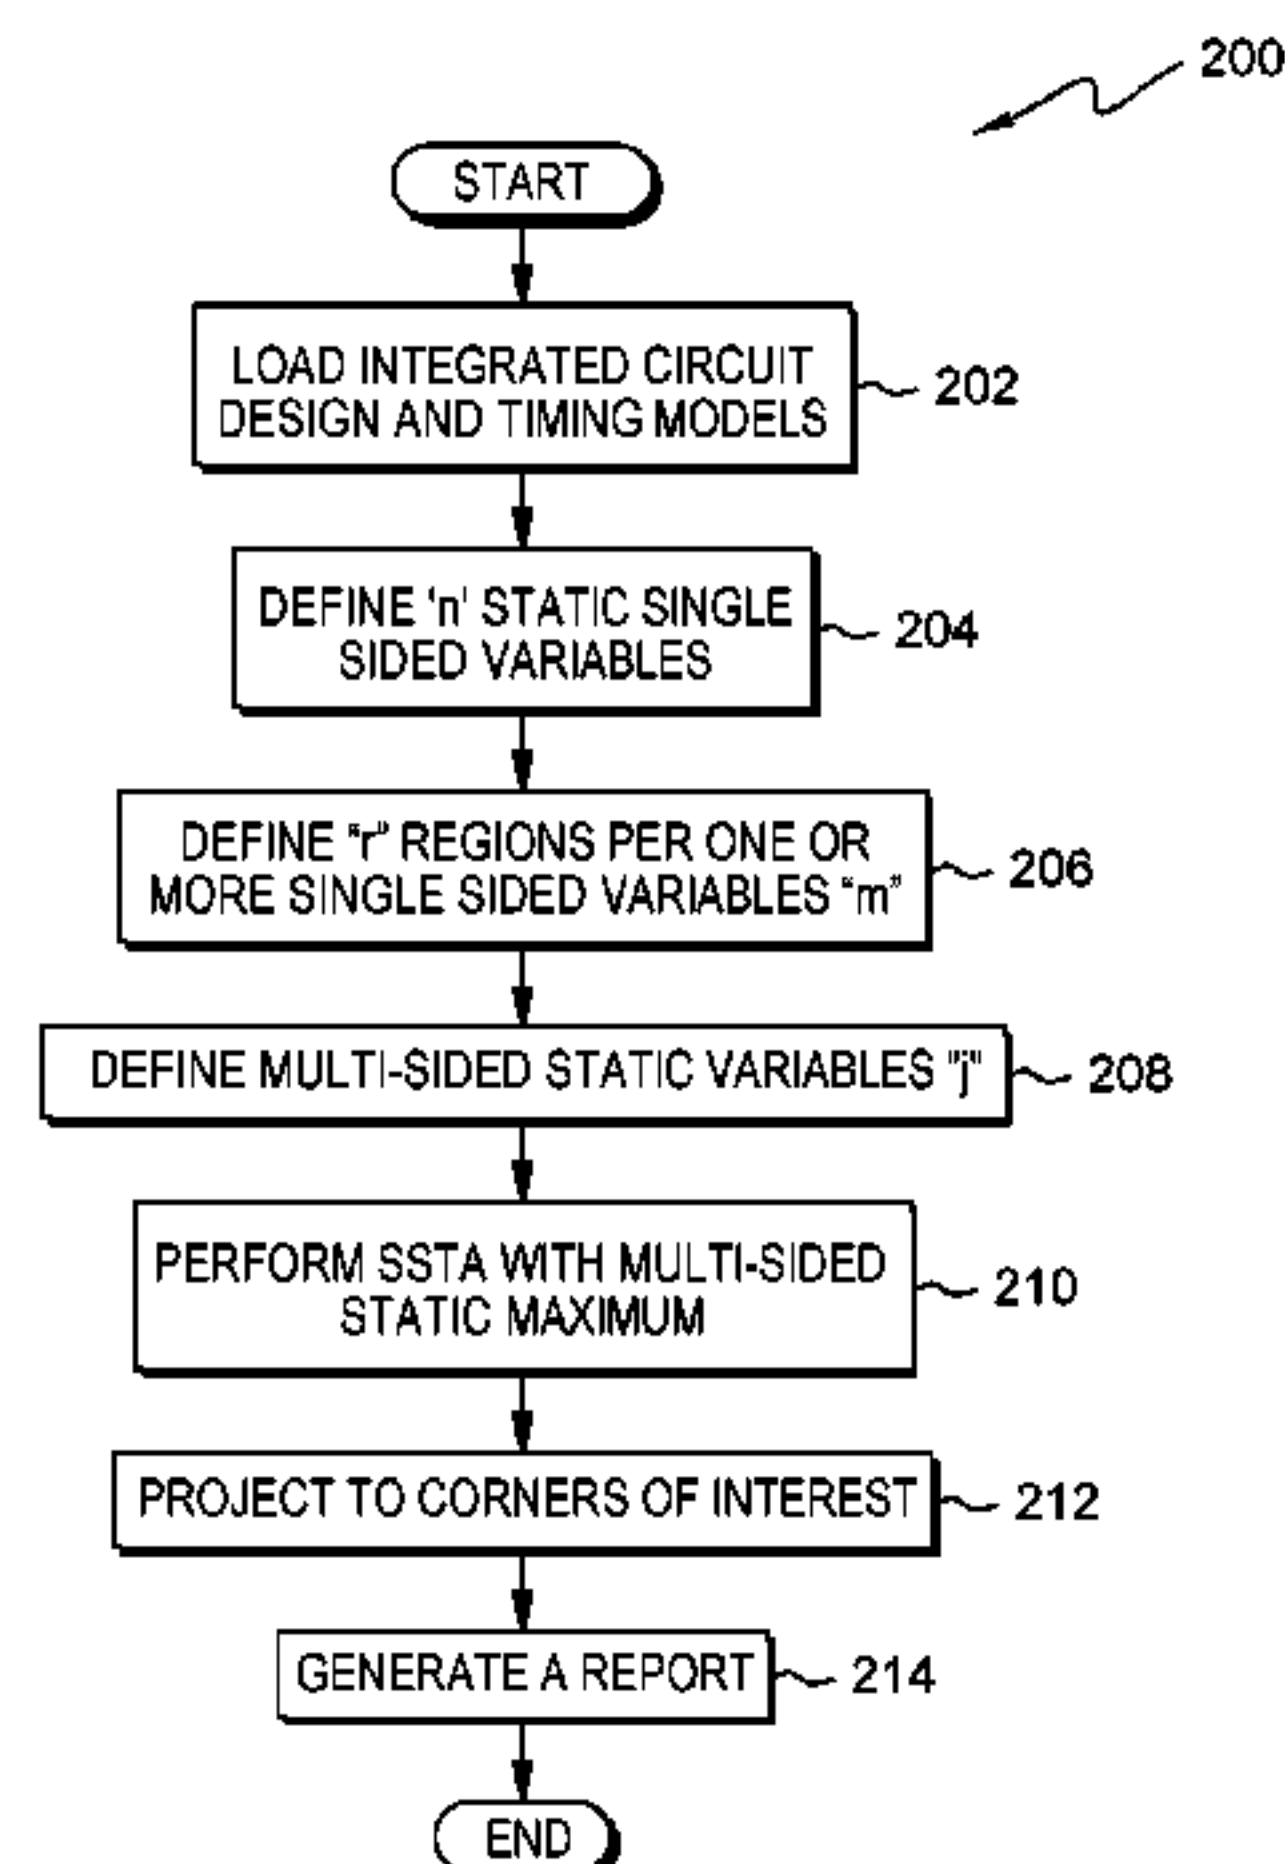 200
START
LOAD INTEGRATED CIRCUIT
DESIGN AND TIMING MODELS
202
DEFINE 'n' STATIC SINGLE
SIDED VARIABLES
204
DEFINE "r" REGIONS PER ONE OR
MORE SINGLE SIDED VARIABLES "m"
206
DEFINE MULTI-SIDED STATIC VARIABLES "j"
208
PERFORM SSTA WITH MULTI-SIDED
STATIC MAXIMUM
210
PROJECT TO CORNERS OF INTEREST
212
GENERATE A REPORT
214
END